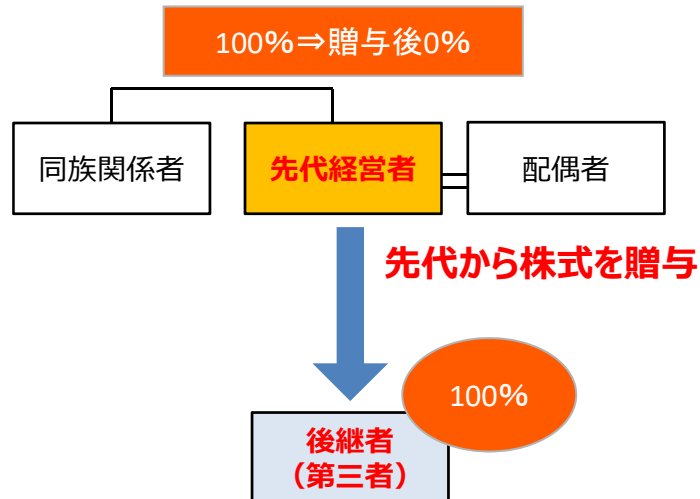 100%⇒贈与後0%
同族関係者
先代経営者
配偶者
先代から株式を贈与
100%
後継者
（第三者）